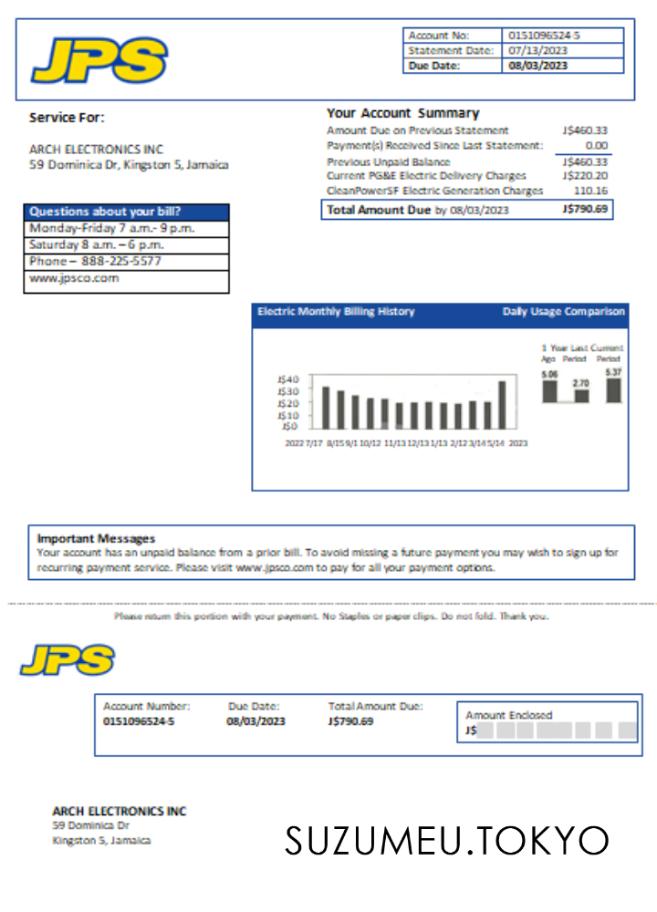 JPS
Account No: 0151096524-5
Statement Date: 07/13/2023
Due Date: 08/03/2023
Service For:
ARCH ELECTRONICS INC
59 Dominica Dr, Kingston 5, Jamaica
Your Account Summary
Amount Due on Previous Statement J$460.33
Payment(s) Received Since Last Statement: 0.00
Previous Unpaid Balance J$460.33
Current PG&E Electric Delivery Charges J$220.20
CleanPowerSF Electric Generation Charges 110.16
Total Amount Due by 08/03/2023 J$790.69
Questions about your bill?
Monday-Friday 7 a.m.- 9 p.m.
Saturday 8 a.m. – 6 p.m.
Phone – 888-225-5577
www.jpsco.com
Electric Monthly Billing History Daily Usage Comparison
1 Year Last Current
Ago Period Period
5.06 2.70 5.37
J$40
J$30
J$20
J$10
J$0
2022 7/17 8/15 9/1 10/12 11/13 12/13 1/13 2/12 3/14 5/14 2023
Important Messages
Your account has an unpaid balance from a prior bill. To avoid missing a future payment you may wish to sign up for
recurring payment service. Please visit www.jpsco.com to pay for all your payment options.
Please return this portion with your payment. No Staples or paper clips. Do not fold. Thank you.
JPS
Account Number: Due Date: Total Amount Due:
0151096524-5 08/03/2023 J$790.69
Amount Enclosed
J$
ARCH ELECTRONICS INC
59 Dominica Dr
Kingston 5, Jamaica
SUZUMEU.TOKYO